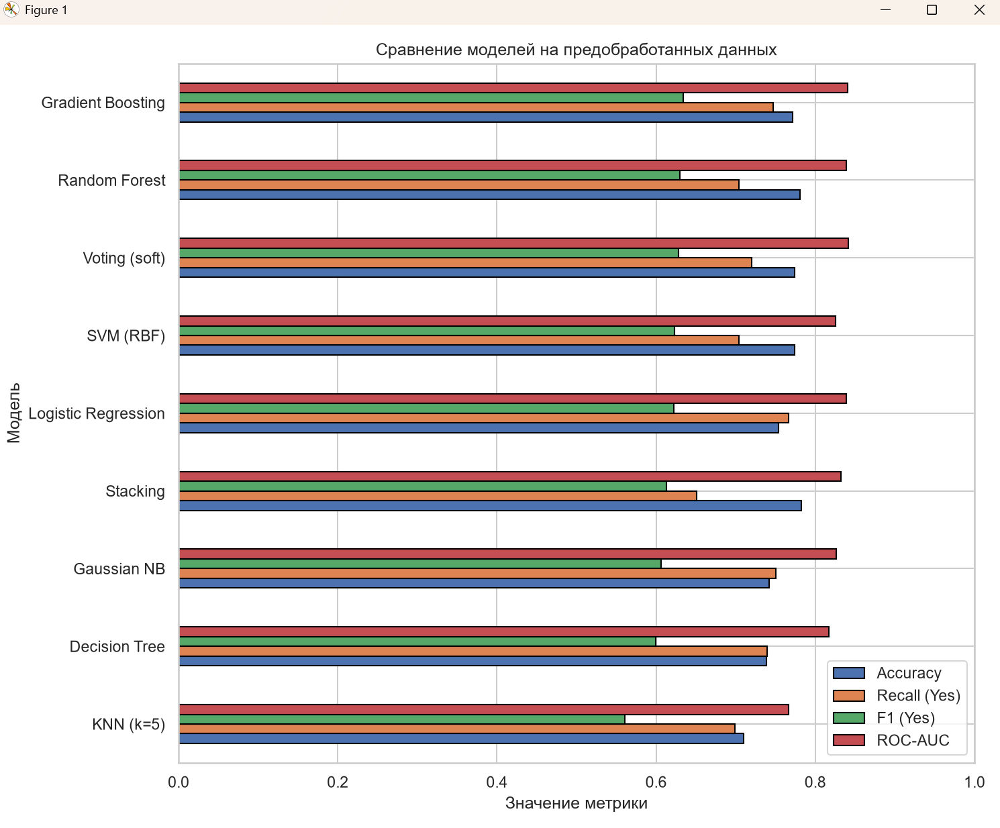 Figure 1
Сравнение моделей на предобработанных данных
Gradient Boosting
Random Forest
Voting (soft)
SVM (RBF)
Logistic Regression
Stacking
Gaussian NB
Decision Tree
KNN (k=5)
Модель
Accuracy
Recall (Yes)
F1 (Yes)
ROC-AUC
0.0 0.2 0.4 0.6 0.8 1.0
Значение метрики